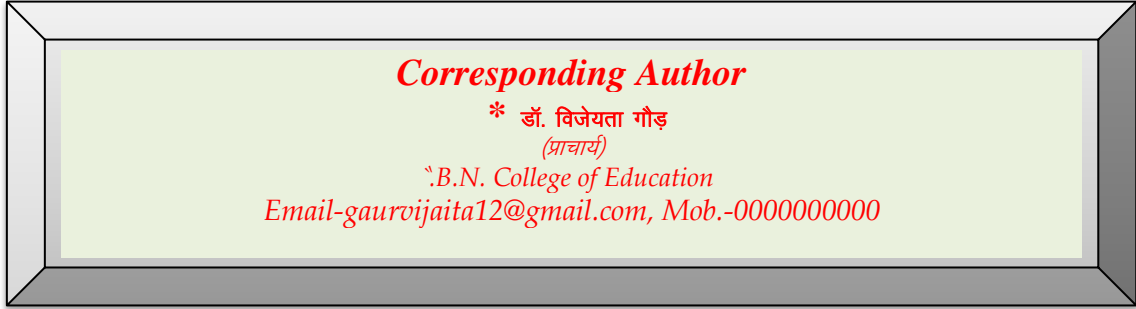 Corresponding Author
* डॉ. विजेयता गौड़
(प्राचार्य)
`.B.N. College of Education
Email-gaurvijaita12@gmail.com, Mob.-0000000000